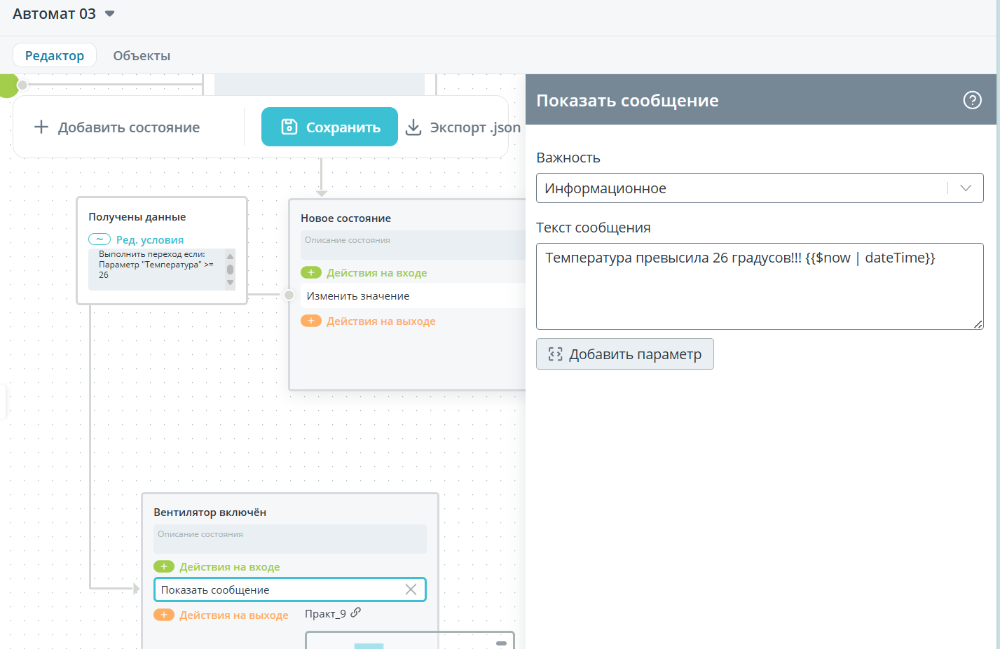 Автомат 03
Редактор
Объекты
Добавить состояние
Сохранить
Экспорт .json
Получены данные
~ Ред. условия
Выполнить переход если:
Параметр "Температура" >=
26
Новое состояние
Описание состояния
+ Действия на входе
Изменить значение
+ Действия на выходе
Вентилятор включён
Описание состояния
+ Действия на входе
Показать сообщение
+ Действия на выходе
Практ_9
Показать сообщение
?
Важность
Информационное
Текст сообщения
Температура превысила 26 градусов!!! {{$now | dateTime}}
Добавить параметр